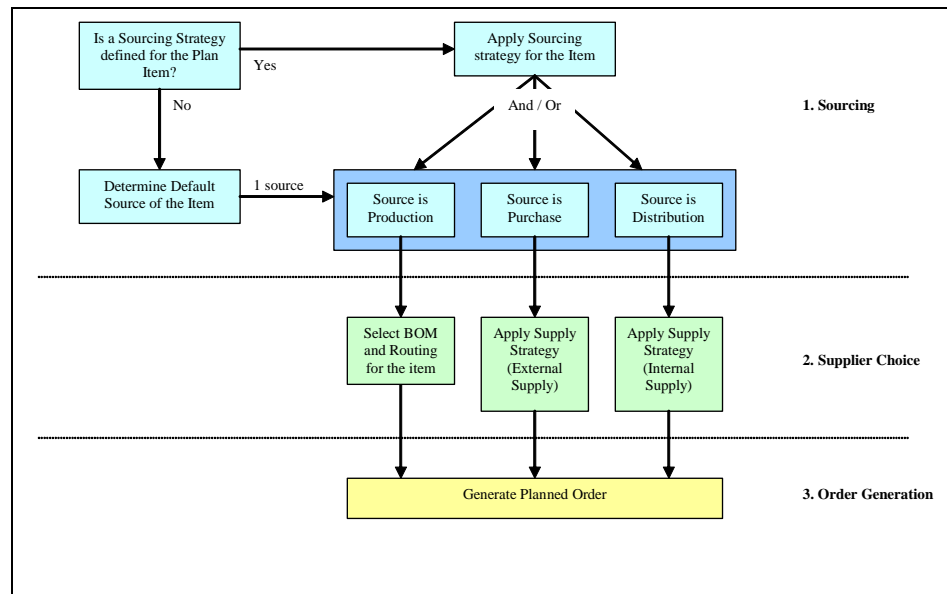 Is a Sourcing Strategy
defined for the Plan
Item?
Yes
Apply Sourcing
strategy for the Item
No
And / Or
1. Sourcing
Determine Default
Source of the Item
1 source
Source is
Production
Source is
Purchase
Source is
Distribution
Select BOM
and Routing
for the item
Apply Supply
Strategy
(External
Supply)
Apply Supply
Strategy
(Internal
Supply)
2. Supplier Choice
Generate Planned Order
3. Order Generation